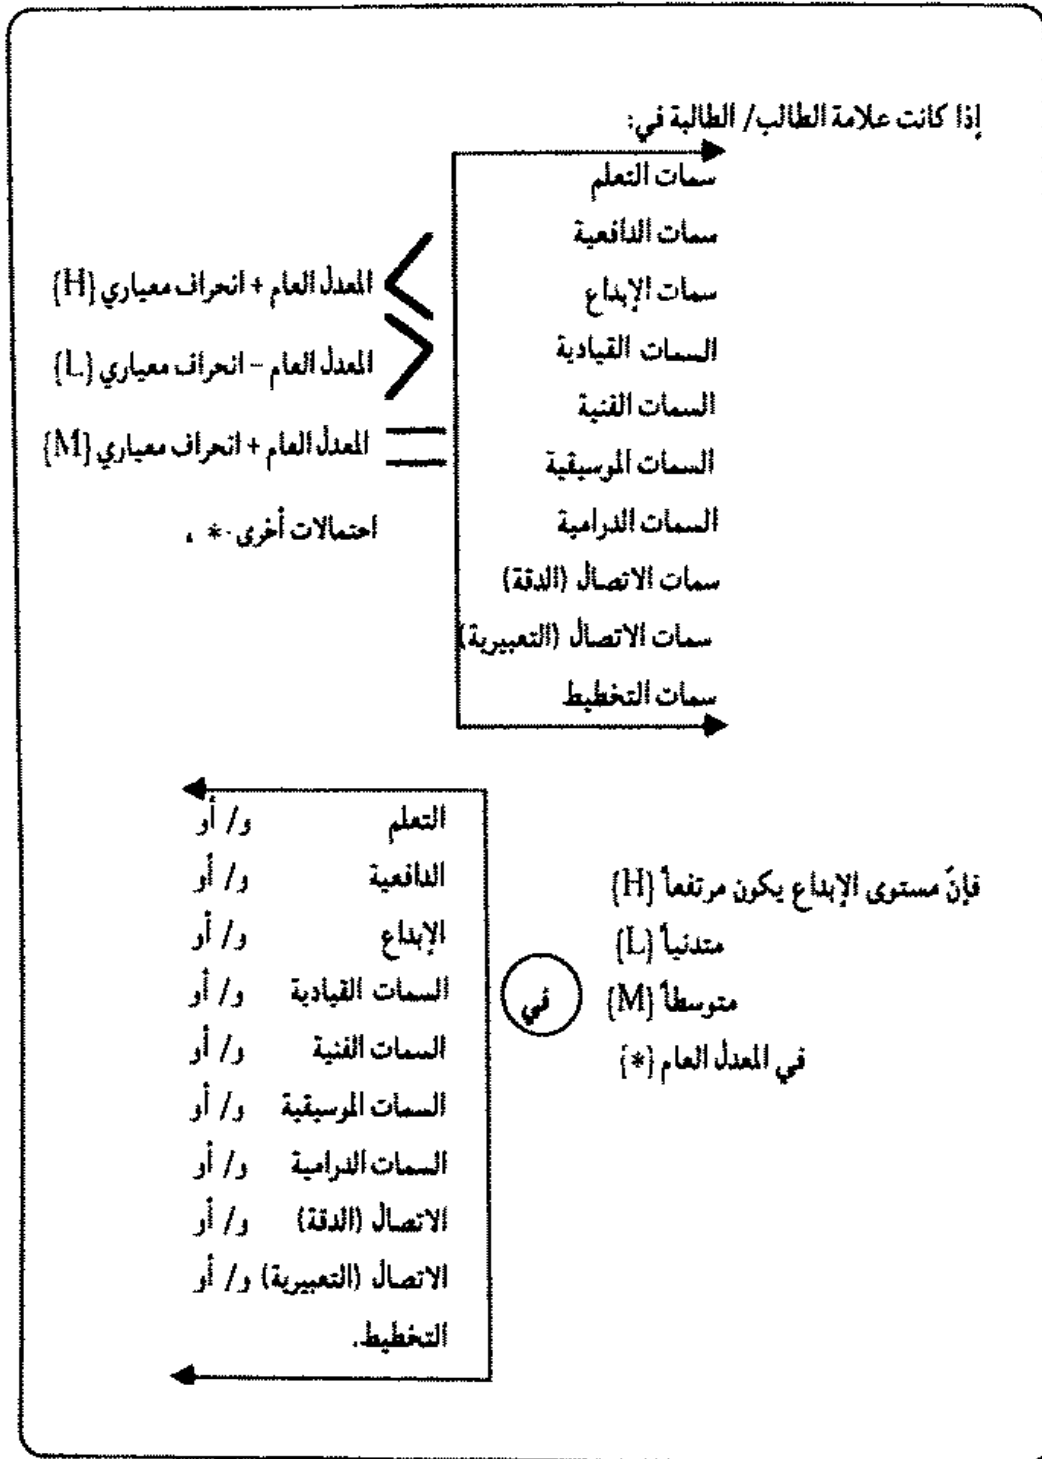 إذا كانت علامة الطالب/ الطالبة في:
سمات التعلم
سمات الدافعية
سمات الإبداع
السمات القيادية
السمات الفنية
السمات الموسيقية
السمات الدرامية
سمات الاتصال (الدقة)
سمات الاتصال (التعبيرية)
سمات التخطيط
< المعدل العام + انحراف معياري {H}
> المعدل العام – انحراف معياري {L}
= المعدل العام + انحراف معياري {M}
احتمالات أخرى *
فإنّ مستوى الإبداع يكون مرتفعاً {H}
متدنياً {L}
متوسطاً {M}
في المعدل العام {*}
في
التعلم و/ أو
الدافعية و/ أو
الإبداع و/ أو
السمات القيادية و/ أو
السمات الفنية و/ أو
السمات الموسيقية و/ أو
السمات الدرامية و/ أو
الاتصال (الدقة) و/ أو
الاتصال (التعبيرية) و/ أو
التخطيط.